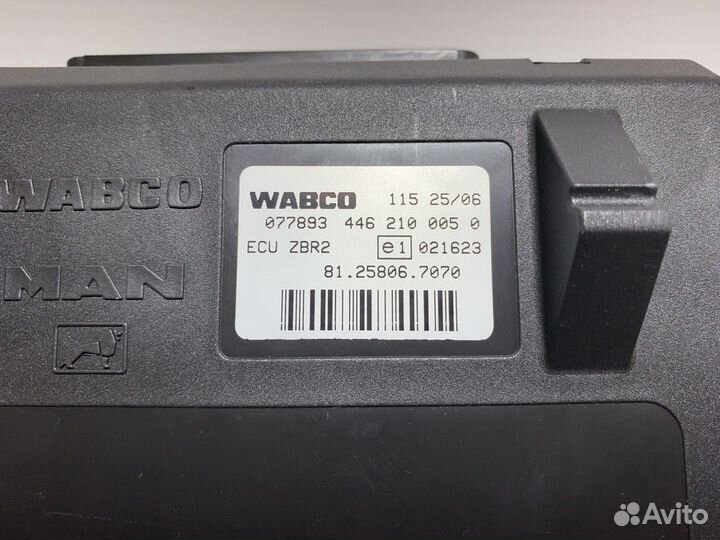 WABCO
MAN
WABCO 115 25/06
077893 446 210 005 0
ECU ZBR2 e1 021623
81.25806.7070
Avito